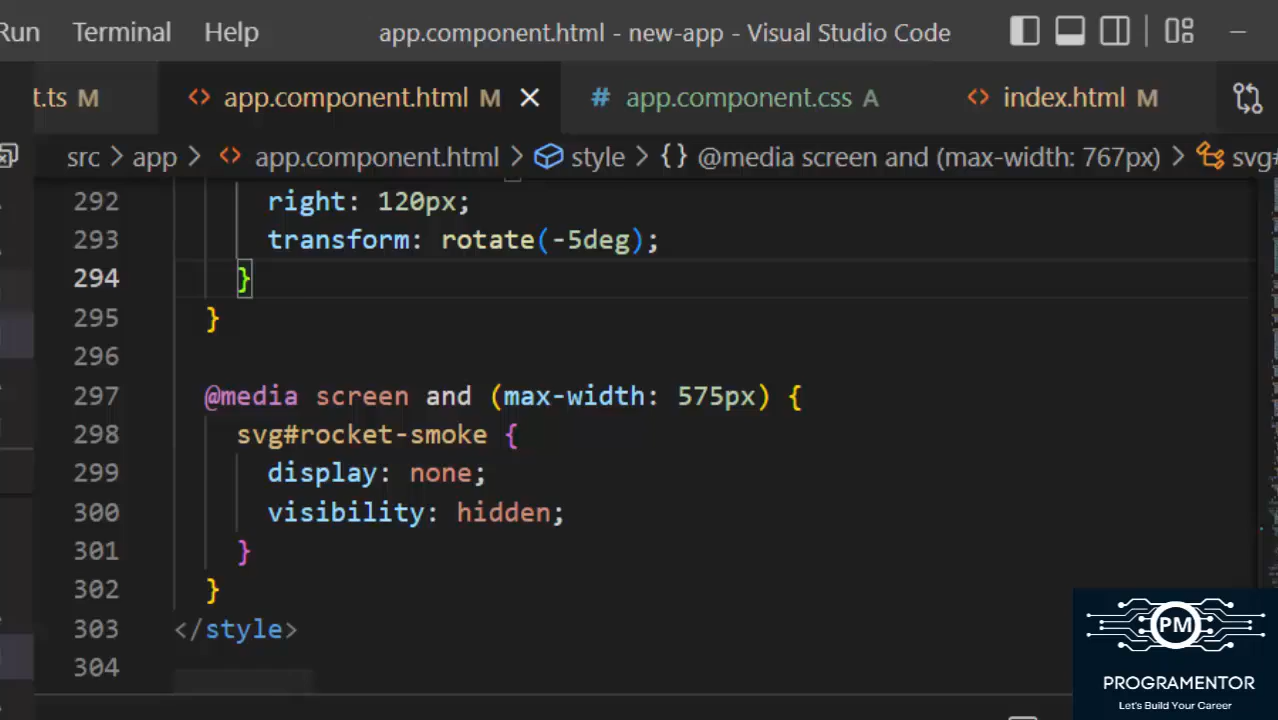 Run Terminal Help app.component.html - new-app - Visual Studio Code
t.ts M <> app.component.html M # app.component.css A <> index.html M
src > app > <> app.component.html > style > {} @media screen and (max-width: 767px) > svg#
292 right: 120px;
293 transform: rotate(-5deg);
294 }
295 }
296
297 @media screen and (max-width: 575px) {
298 svg#rocket-smoke {
299 display: none;
300 visibility: hidden;
301 }
302 }
303 </style>
304
PM
PROGRAMENTOR
Let's Build Your Career